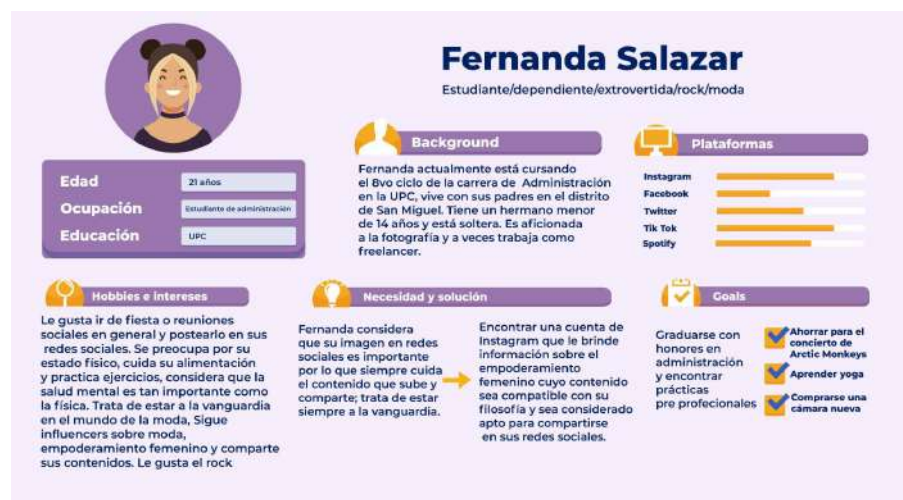 Fernanda Salazar
Estudiante/dependiente/extrovertida/rock/moda
Edad
21 años
Ocupación
Estudiante de administración
Educación
UPC
Background
Fernanda actualmente está cursando
el 8vo ciclo de la carrera de Administración
en la UPC, vive con sus padres en el distrito
de San Miguel. Tiene un hermano menor
de 14 años y está soltera. Es aficionada
a la fotografía y a veces trabaja como
freelancer.
Plataformas
Instagram
Facebook
Twitter
Tik Tok
Spotify
Hobbies e intereses
Le gusta ir de fiesta o reuniones
sociales en general y postearlo en sus
redes sociales. Se preocupa por su
estado físico, cuida su alimentación
y practica ejercicios, considera que la
salud mental es tan importante como
la física. Trata de estar a la vanguardia
en el mundo de la moda, Sigue
influencers sobre moda,
empoderamiento femenino y comparte
sus contenidos. Le gusta el rock
Necesidad y solución
Fernanda considera
que su imagen en redes
sociales es importante
por lo que siempre cuida
el contenido que sube y
comparte; trata de estar
siempre a la vanguardia.
Encontrar una cuenta de
Instagram que le brinde
información sobre el
empoderamiento
femenino cuyo contenido
sea compatible con su
filosofía y sea considerado
apto para compartirse
en sus redes sociales.
Goals
Graduarse con
honores en
administración
y encontrar
prácticas
pre profecionales
Ahorrar para el
concierto de
Arctic Monkeys
Aprender yoga
Comprarse una
cámara nueva